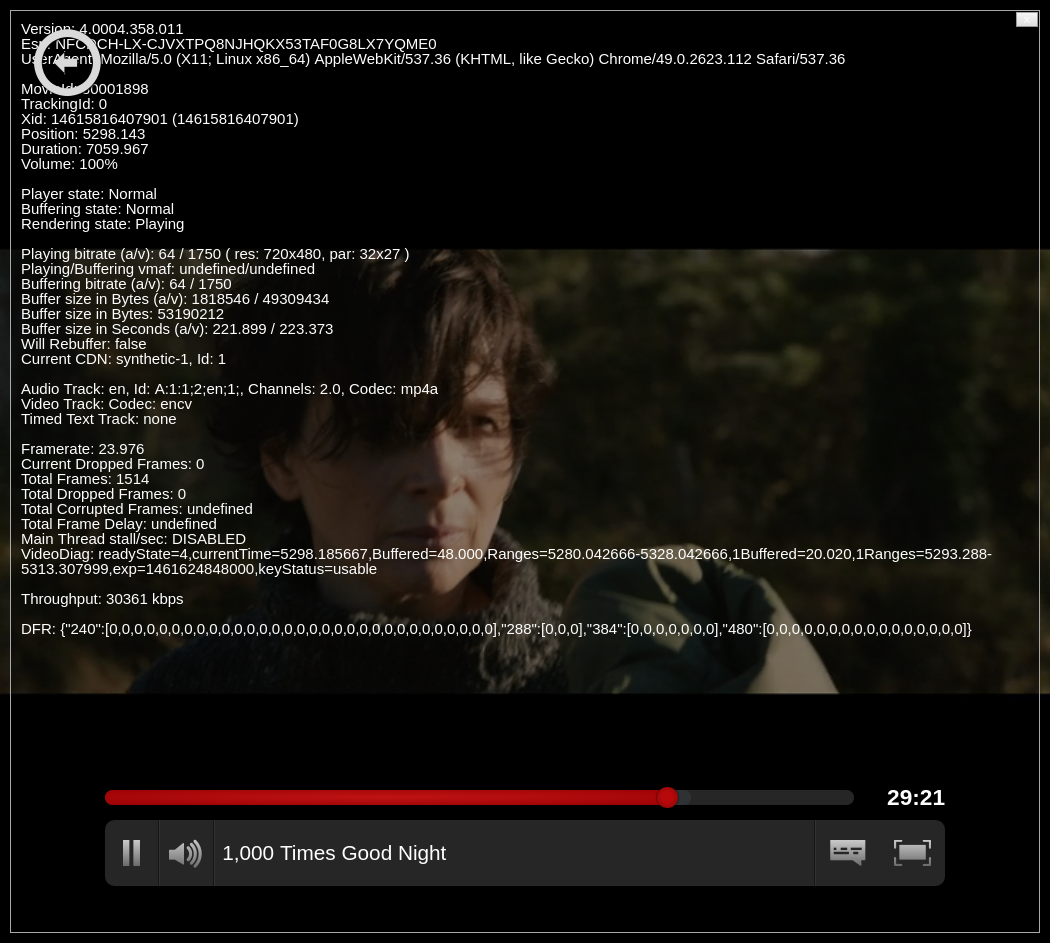 Version: 4.0004.358.011
Esn: NFCDCH-LX-CJVXTPQ8NJHQKX53TAF0G8LX7YQME0
UserAgent: Mozilla/5.0 (X11; Linux x86_64) AppleWebKit/537.36 (KHTML, like Gecko) Chrome/49.0.2623.112 Safari/537.36
MovieId: 80001898
TrackingId: 0
Xid: 14615816407901 (14615816407901)
Position: 5298.143
Duration: 7059.967
Volume: 100%
Player state: Normal
Buffering state: Normal
Rendering state: Playing
Playing bitrate (a/v): 64 / 1750 ( res: 720x480, par: 32x27 )
Playing/Buffering vmaf: undefined/undefined
Buffering bitrate (a/v): 64 / 1750
Buffer size in Bytes (a/v): 1818546 / 49309434
Buffer size in Bytes: 53190212
Buffer size in Seconds (a/v): 221.899 / 223.373
Will Rebuffer: false
Current CDN: synthetic-1, Id: 1
Audio Track: en, Id: A:1:1;2;en;1;, Channels: 2.0, Codec: mp4a
Video Track: Codec: encv
Timed Text Track: none
Framerate: 23.976
Current Dropped Frames: 0
Total Frames: 1514
Total Dropped Frames: 0
Total Corrupted Frames: undefined
Total Frame Delay: undefined
Main Thread stall/sec: DISABLED
VideoDiag: readyState=4,currentTime=5298.185667,Buffered=48.000,Ranges=5280.042666-5328.042666,1Buffered=20.020,1Ranges=5293.288-
5313.307999,exp=1461624848000,keyStatus=usable
Throughput: 30361 kbps
DFR: {"240":[0,0,0,0,0,0,0,0,0,0,0,0,0,0,0,0,0,0,0,0,0,0,0,0,0,0,0,0,0,0,0],"288":[0,0,0],"384":[0,0,0,0,0,0,0],"480":[0,0,0,0,0,0,0,0,0,0,0,0,0,0,0,0]}
29:21
1,000 Times Good Night